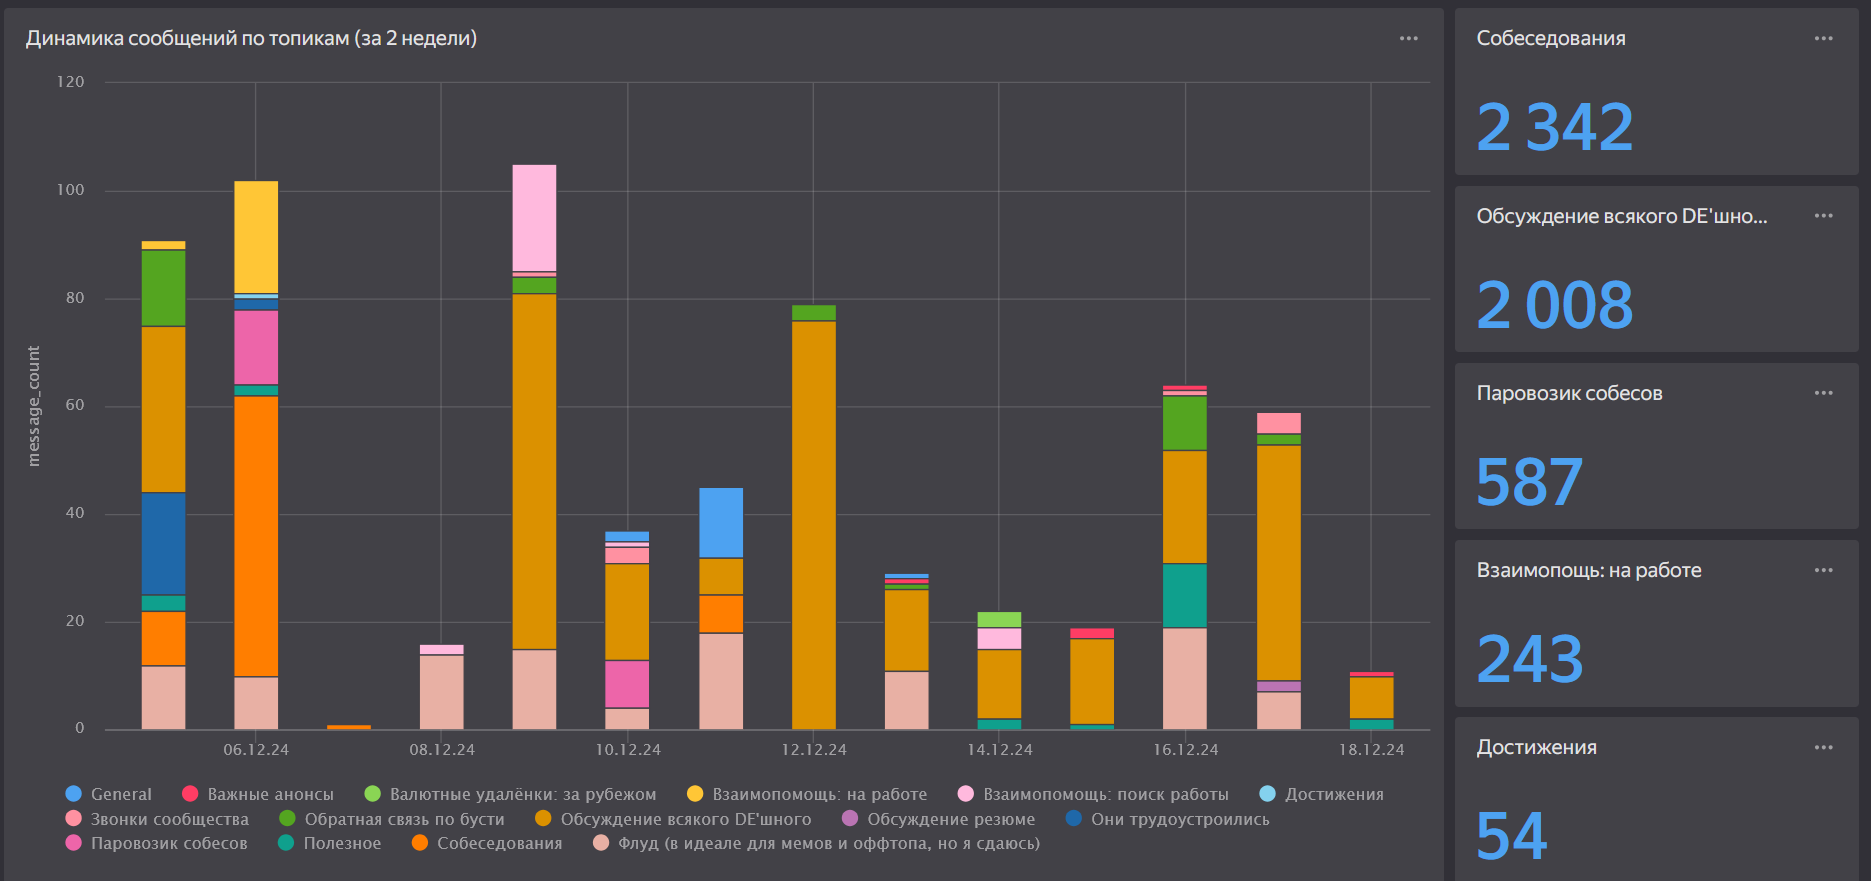 Динамика сообщений по топикам (за 2 недели)
message_count
120
100
80
60
40
20
0
06.12.24 08.12.24 10.12.24 12.12.24 14.12.24 16.12.24 18.12.24
General Важные анонсы Валютные удалёнки: за рубежом Взаимопомощь: на работе Взаимопомощь: поиск работы Достижения
Звонки сообщества Обратная связь по бусти Обсуждение всякого DE'шного Обсуждение резюме Они трудоустроились
Паровозик собесов Полезное Собеседования Флуд (в идеале для мемов и оффтопа, но я сдаюсь)
Собеседования
2 342
Обсуждение всякого DE'шно...
2 008
Паровозик собесов
587
Взаимопощь: на работе
243
Достижения
54